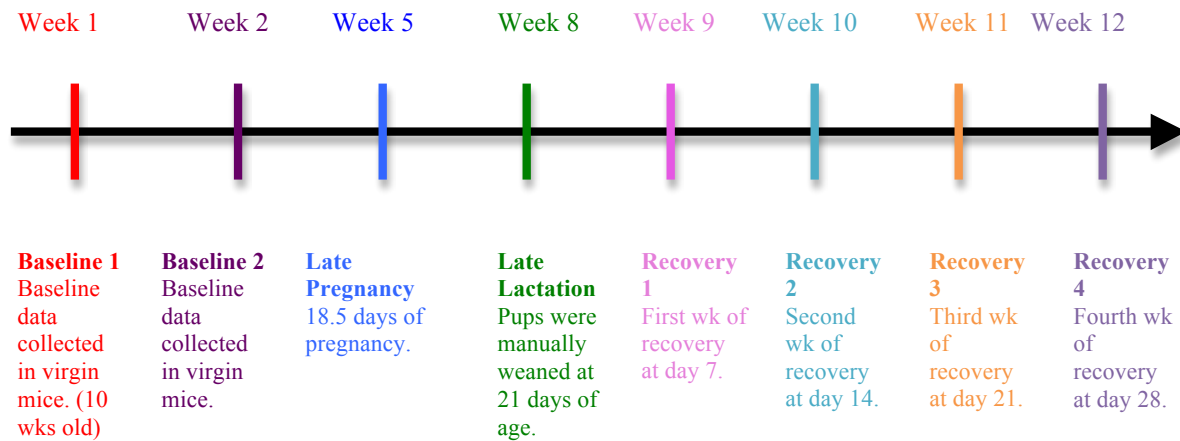 Week 1 Week 2 Week 5 Week 8 Week 9 Week 10 Week 11 Week 12
Baseline 1
Baseline
data
collected
in virgin
mice. (10
wks old)
Baseline 2
Baseline
data
collected
in virgin
mice.
Late
Pregnancy
18.5 days of
pregnancy.
Late
Lactation
Pups were
manually
weaned at
21 days of
age.
Recovery
1
First wk of
recovery
at day 7.
Recovery
2
Second
wk of
recovery
at day 14.
Recovery
3
Third wk
of
recovery
at day 21.
Recovery
4
Fourth wk
of
recovery
at day 28.